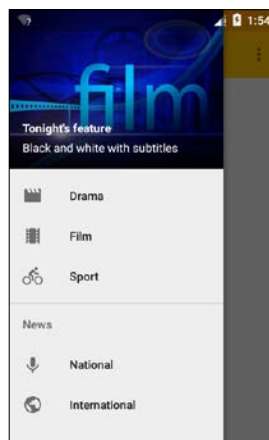 1:54
film
Tonight's feature
Black and white with subtitles
Drama
Film
Sport
News
National
International